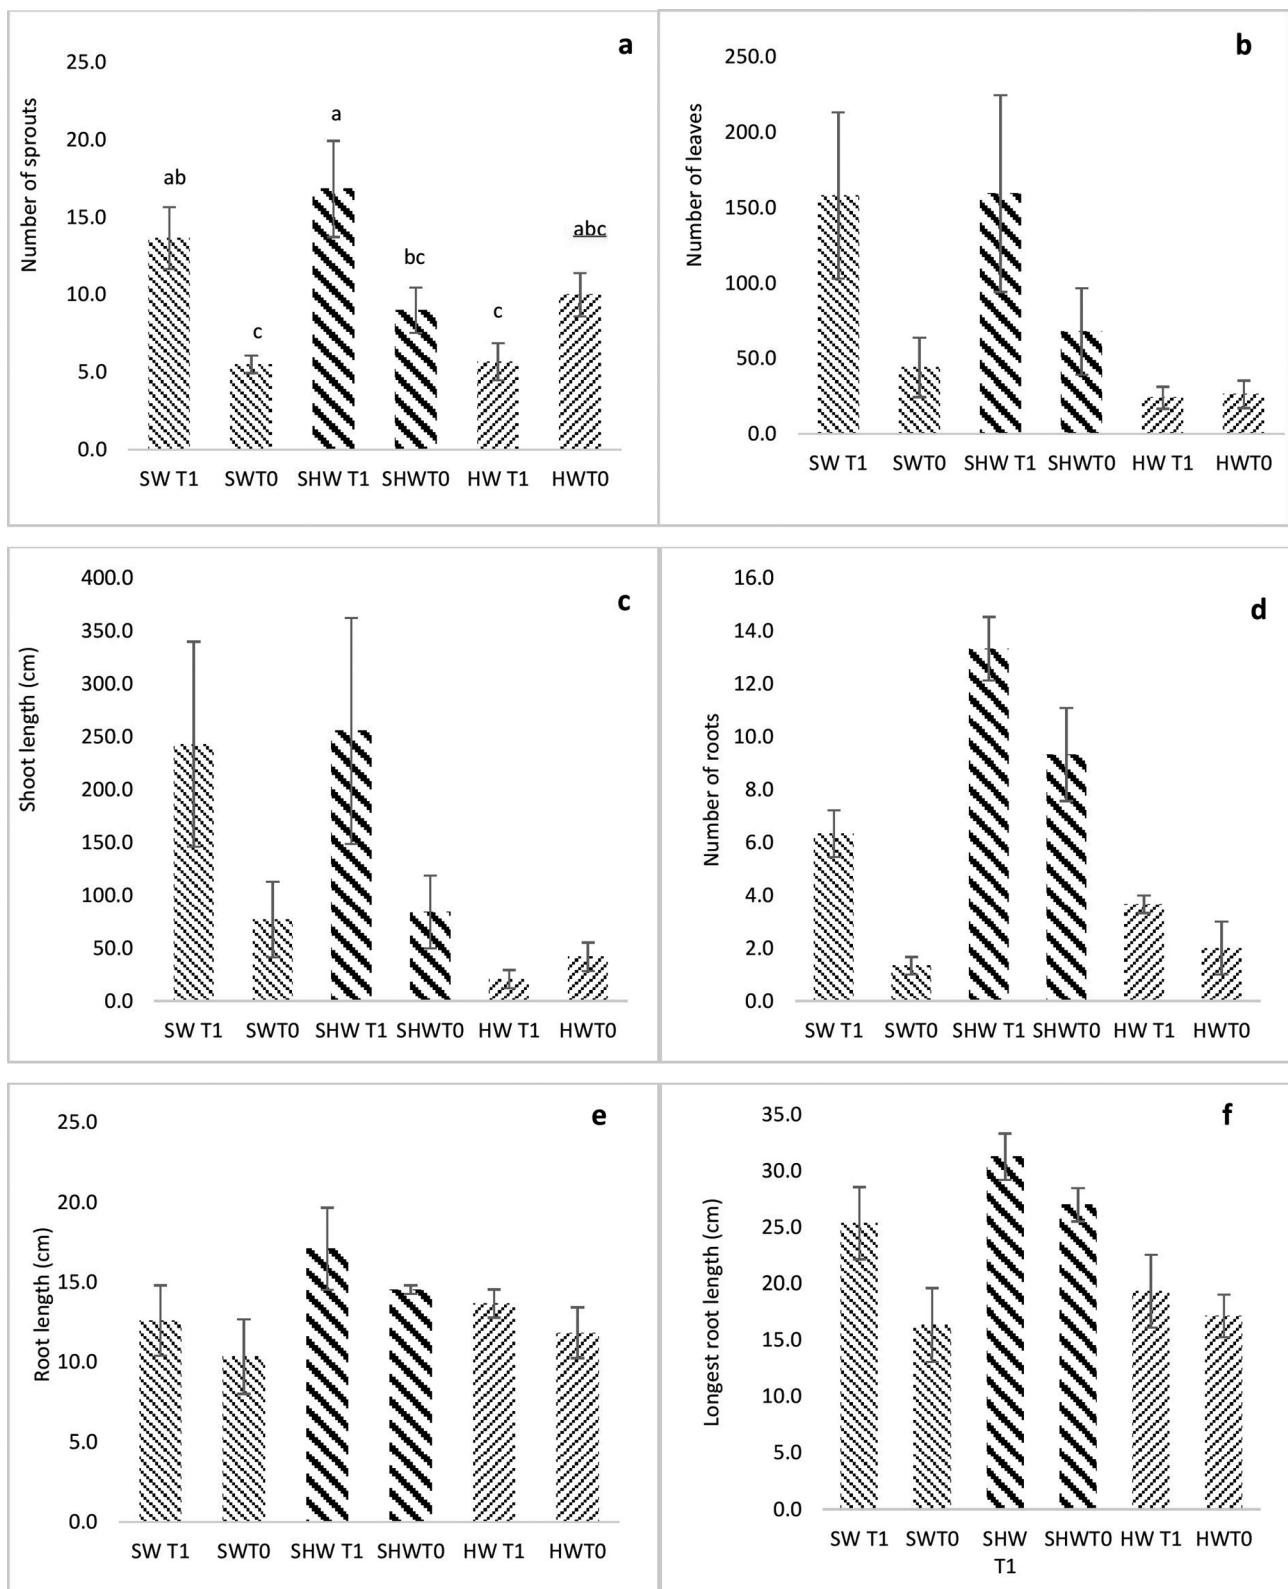 a
25.0
20.0
15.0
10.0
5.0
0.0
Number of sprouts
ab
c
a
bc
c
abc
SW T1 SWT0 SHW T1 SHWT0 HW T1 HWT0
b
250.0
200.0
150.0
100.0
50.0
0.0
Number of leaves
SW T1 SWT0 SHW T1 SHWT0 HW T1 HWT0
c
400.0
350.0
300.0
250.0
200.0
150.0
100.0
50.0
0.0
Shoot length (cm)
SW T1 SWT0 SHW T1 SHWT0 HW T1 HWT0
d
16.0
14.0
12.0
10.0
8.0
6.0
4.0
2.0
0.0
Number of roots
SW T1 SWT0 SHW T1 SHWT0 HW T1 HWT0
e
25.0
20.0
15.0
10.0
5.0
0.0
Root length (cm)
SW T1 SWT0 SHW T1 SHWT0 HW T1 HWT0
f
35.0
30.0
25.0
20.0
15.0
10.0
5.0
0.0
Longest root length (cm)
SW T1 SWT0 SHW SHWT0 HW T1 HWT0
T1